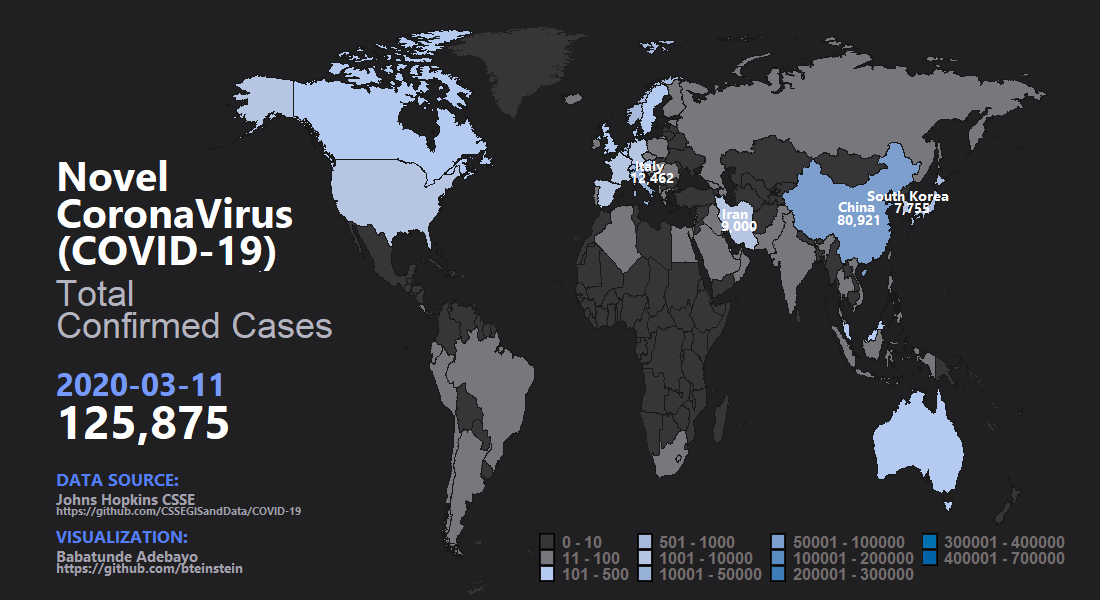 Novel
CoronaVirus
(COVID-19)
Total
Confirmed Cases
2020-03-11
125,875
DATA SOURCE:
Johns Hopkins CSSE
https://github.com/CSSEGISandData/COVID-19
VISUALIZATION:
Babatunde Adebayo
https://github.com/bteinstein
Italy
12,462
Iran
9,000
China
80,921
South Korea
7,755
0 - 10
11 - 100
101 - 500
501 - 1000
1001 - 10000
10001 - 50000
50001 - 100000
100001 - 200000
200001 - 300000
300001 - 400000
400001 - 700000